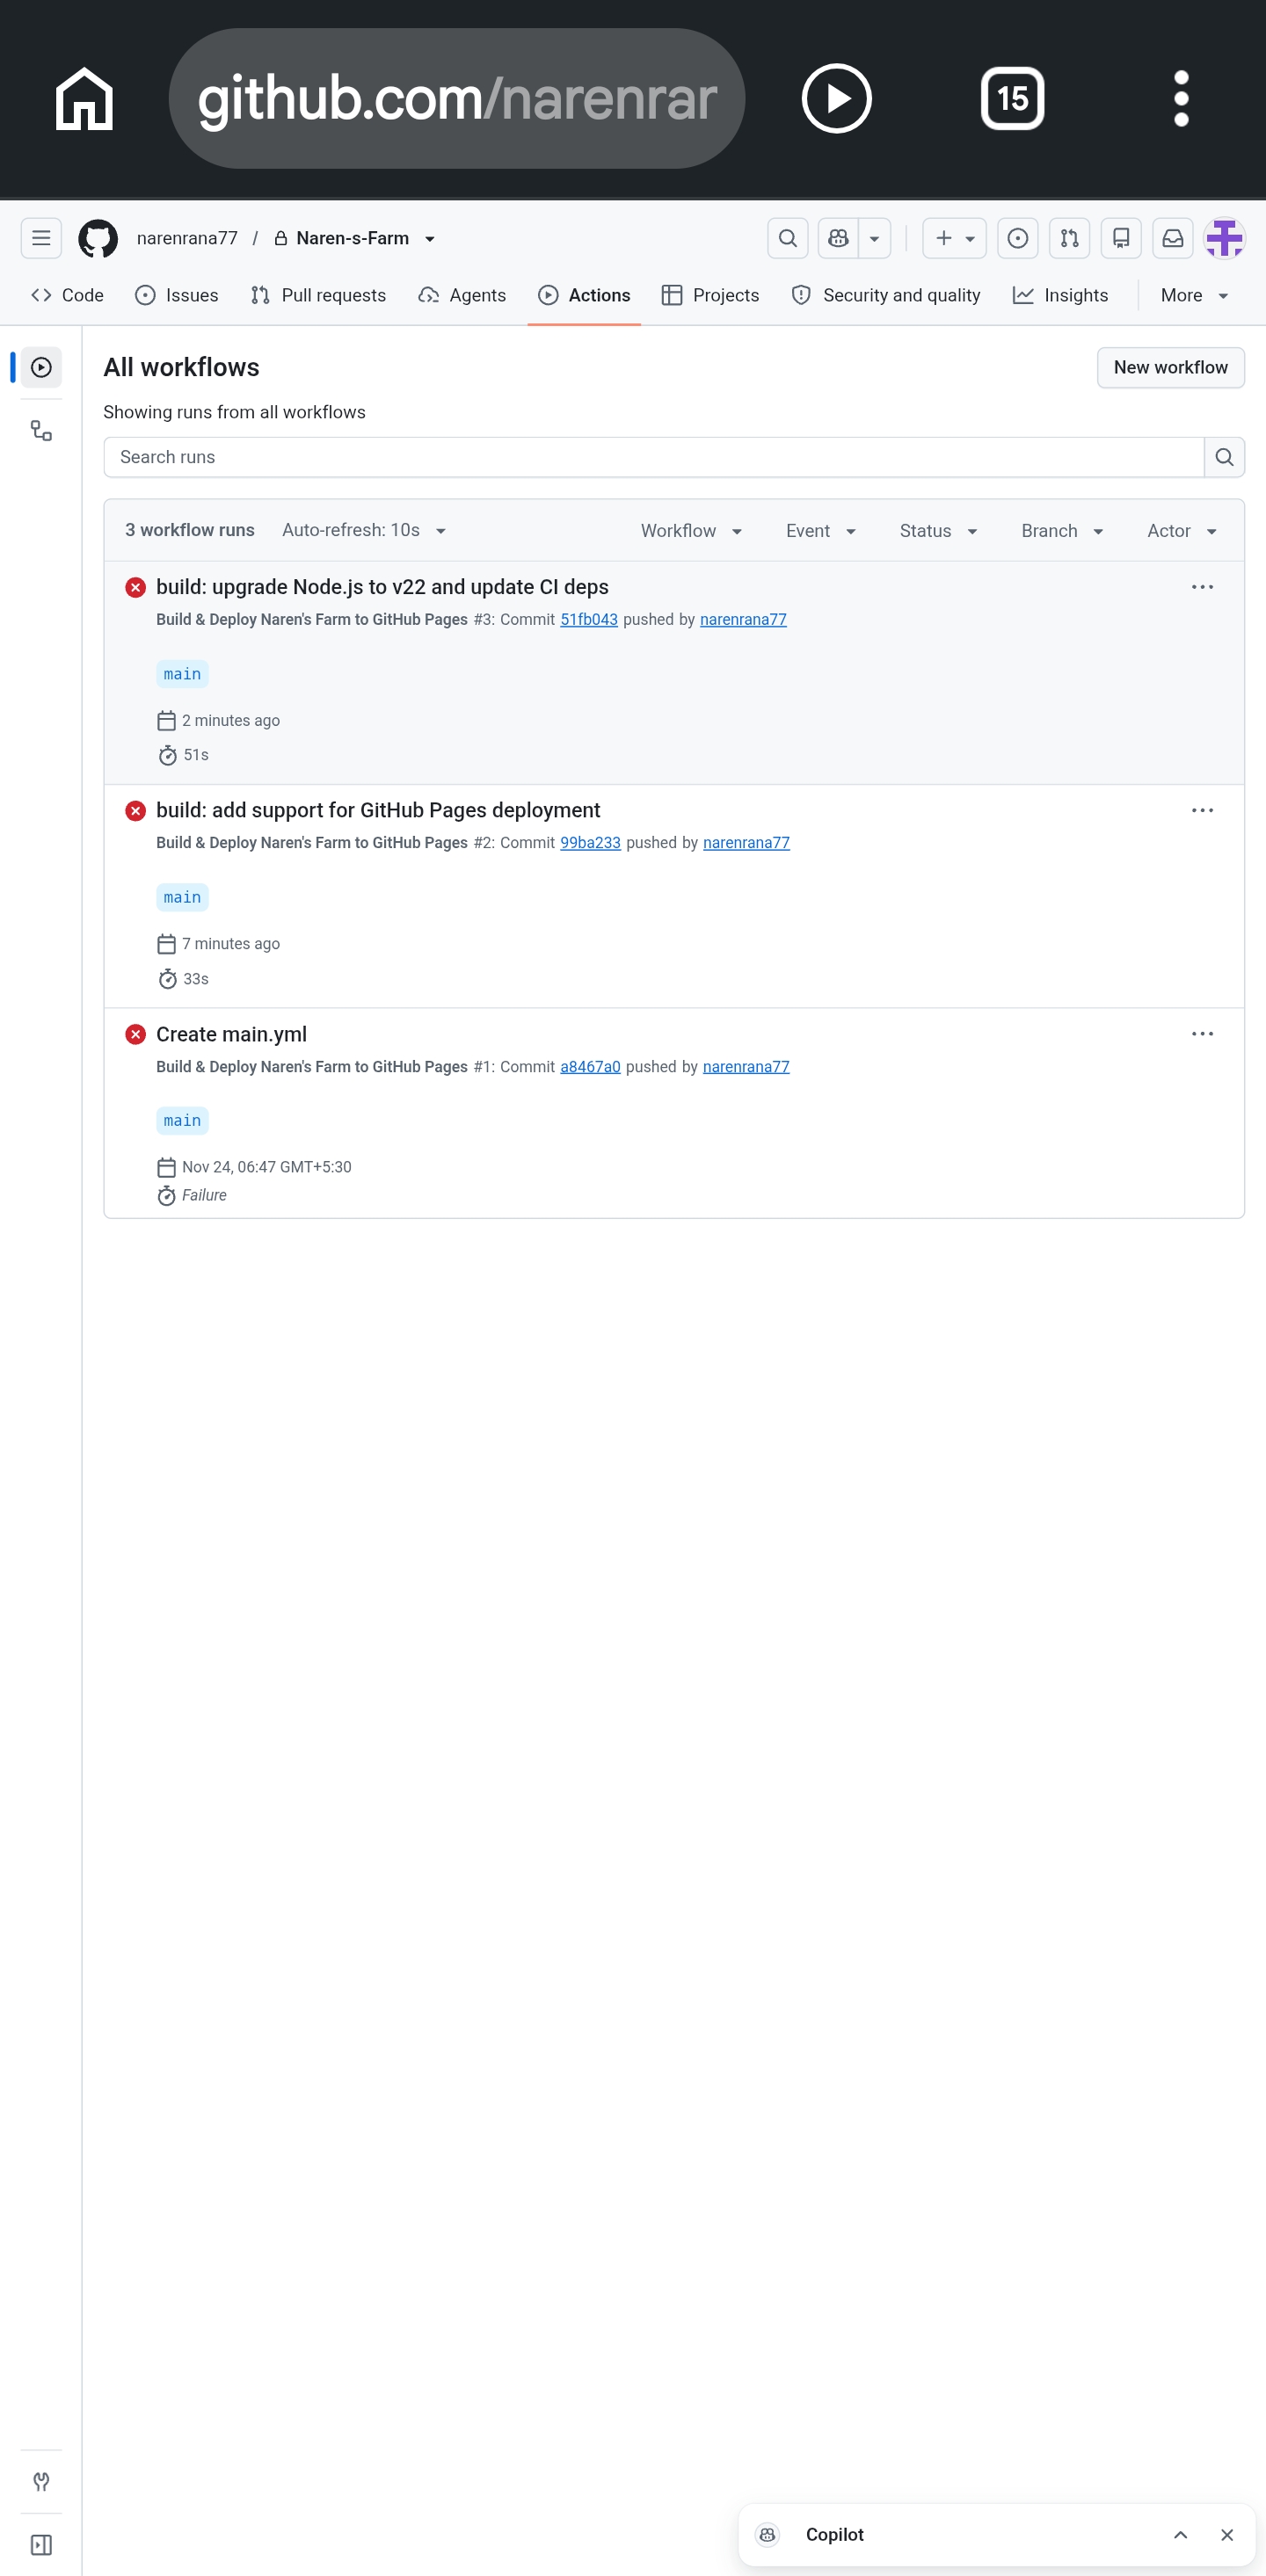 github.com/narenrar
15
narenrana77 / Naren-s-Farm
Code Issues Pull requests Agents Actions Projects Security and quality Insights More
All workflows
New workflow
Showing runs from all workflows
Search runs
3 workflow runs Auto-refresh: 10s Workflow Event Status Branch Actor
build: upgrade Node.js to v22 and update CI deps
Build & Deploy Naren's Farm to GitHub Pages #3: Commit 51fb043 pushed by narenrana77
main
2 minutes ago
51s
build: add support for GitHub Pages deployment
Build & Deploy Naren's Farm to GitHub Pages #2: Commit 99ba233 pushed by narenrana77
main
7 minutes ago
33s
Create main.yml
Build & Deploy Naren's Farm to GitHub Pages #1: Commit a8467a0 pushed by narenrana77
main
Nov 24, 06:47 GMT+5:30
Failure
Copilot